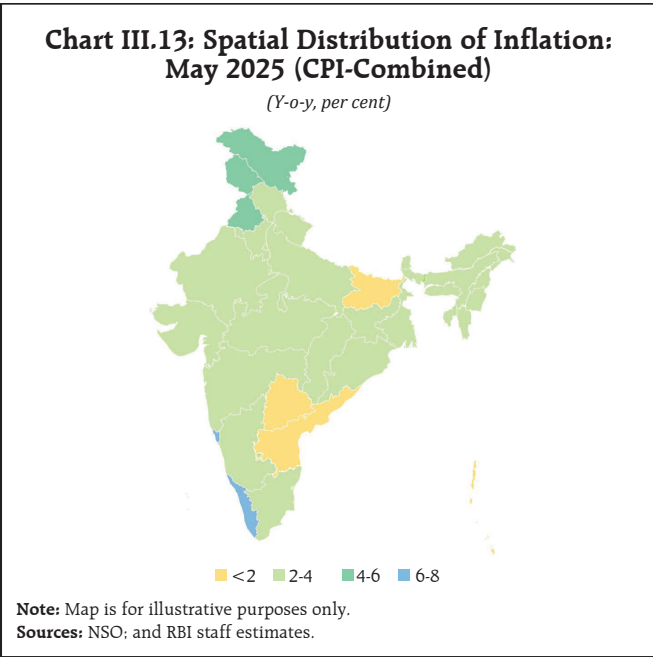 Chart III.13: Spatial Distribution of Inflation:
May 2025 (CPI-Combined)
(Y-o-y, per cent)
<2 2-4 4-6 6-8
Note: Map is for illustrative purposes only.
Sources: NSO; and RBI staff estimates.